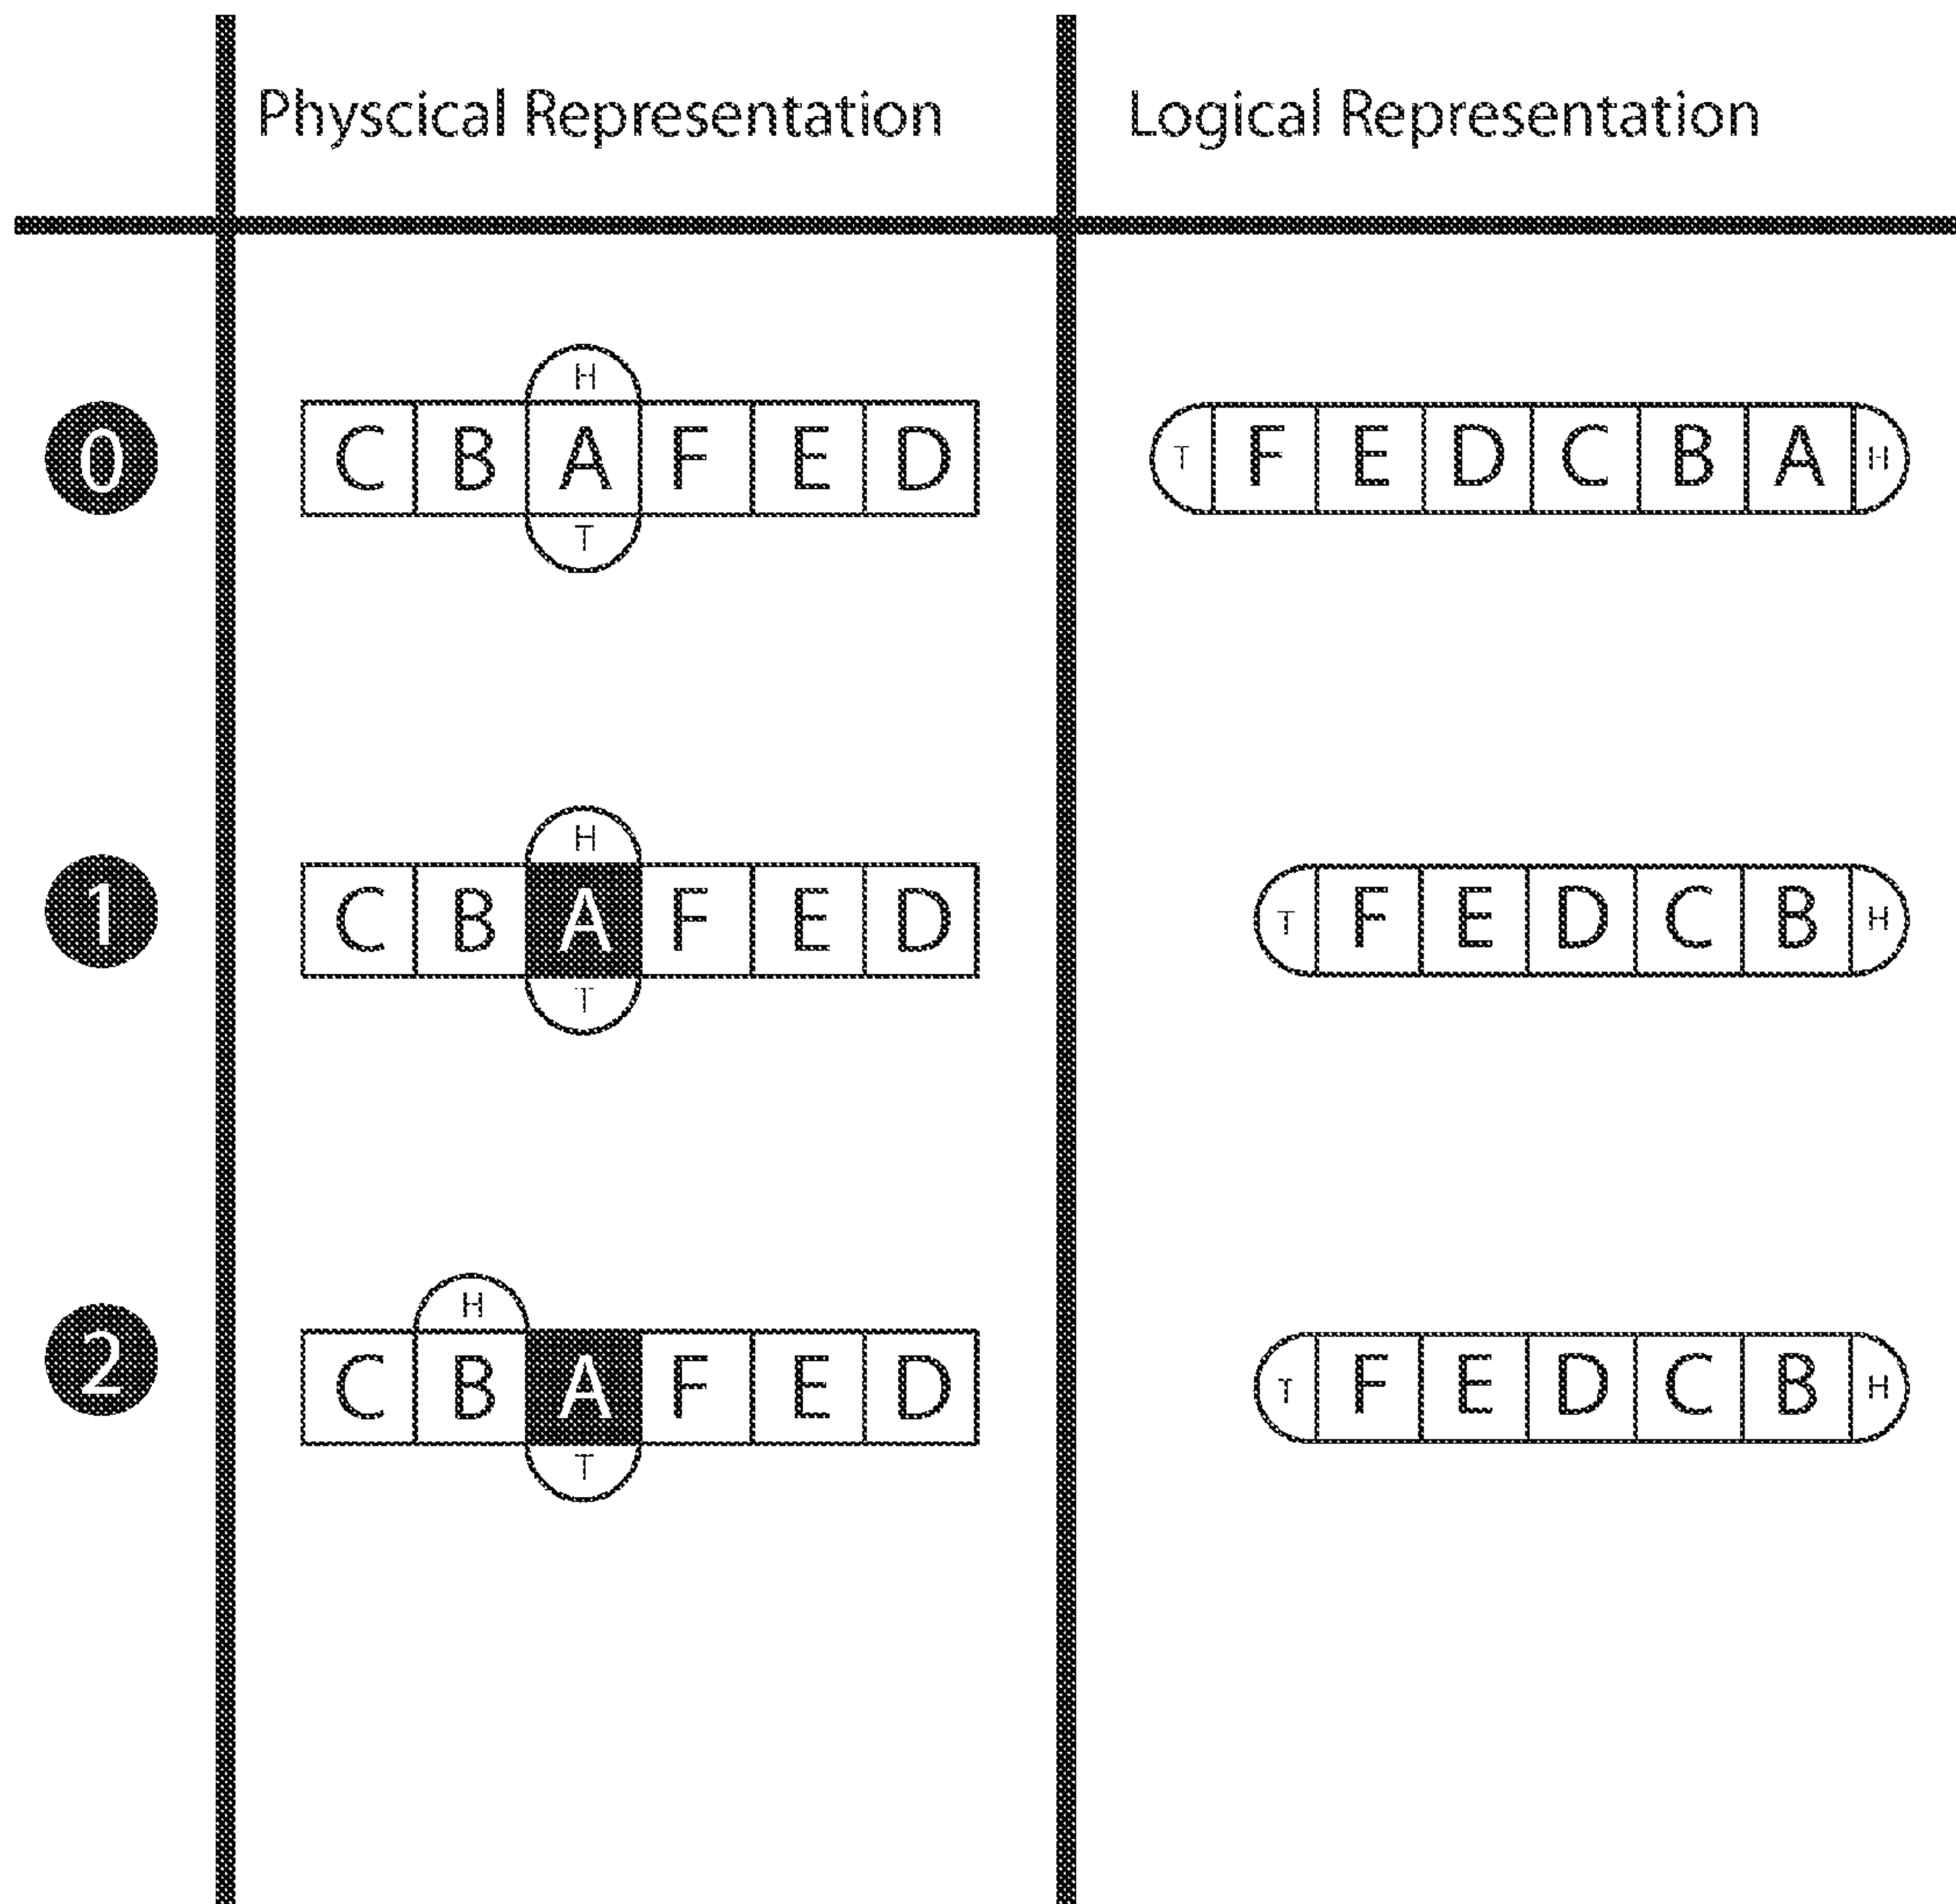 Physcical Representation Logical Representation
H
0 C B A F E D T F E D C B A H
T
H
1 C B A F E D T F E D C B H
T
H
2 C B A F E D T F E D C B H
T